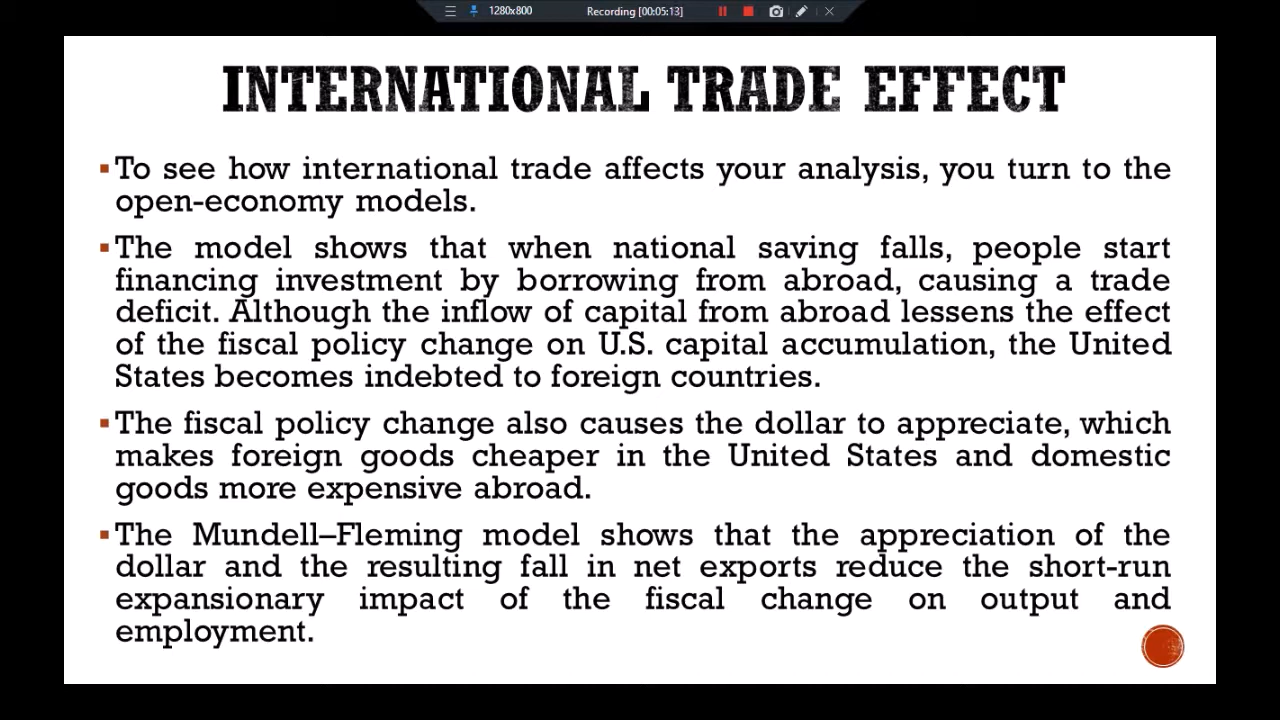 1280x800 Recording [00:05:13]
INTERNATIONAL TRADE EFFECT
▪To see how international trade affects your analysis, you turn to the
open-economy models.
▪The model shows that when national saving falls, people start
financing investment by borrowing from abroad, causing a trade
deficit. Although the inflow of capital from abroad lessens the effect
of the fiscal policy change on U.S. capital accumulation, the United
States becomes indebted to foreign countries.
▪The fiscal policy change also causes the dollar to appreciate, which
makes foreign goods cheaper in the United States and domestic
goods more expensive abroad.
▪The Mundell–Fleming model shows that the appreciation of the
dollar and the resulting fall in net exports reduce the short-run
expansionary impact of the fiscal change on output and
employment.